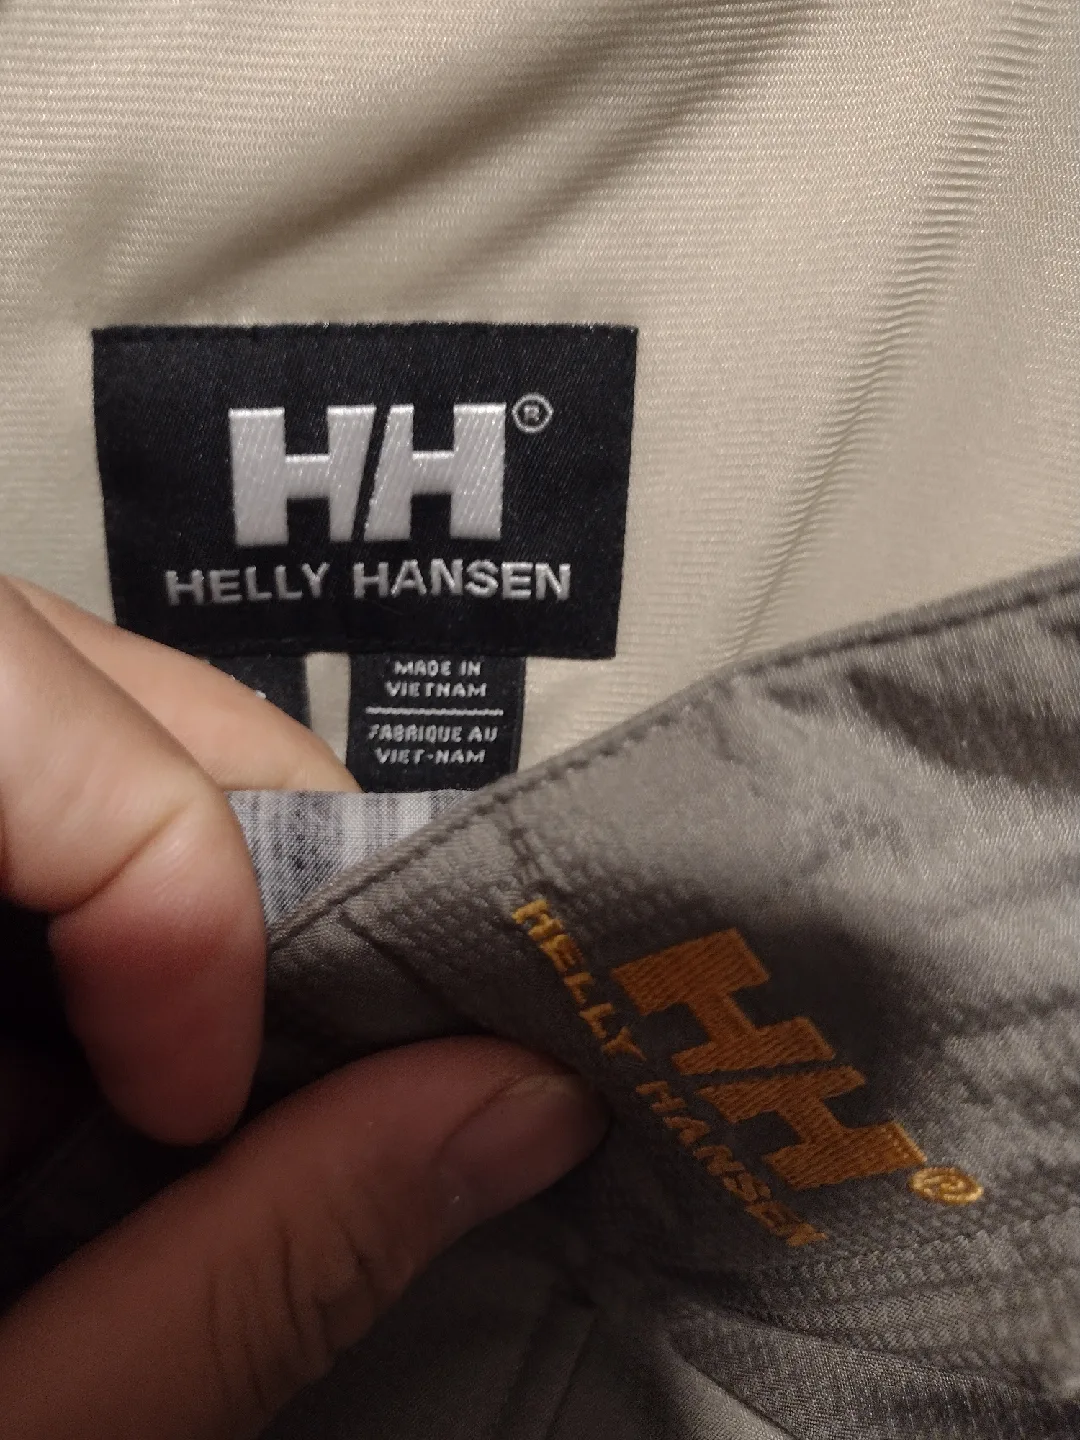 HH®
HELLY HANSEN
MADE IN
VIETNAM
FABRIQUE AU
VIET-NAM
HH®
HELLY HANSEN